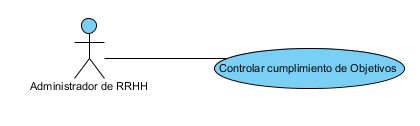 Controlar cumplimiento de Objetivos
Administrador de RRHH